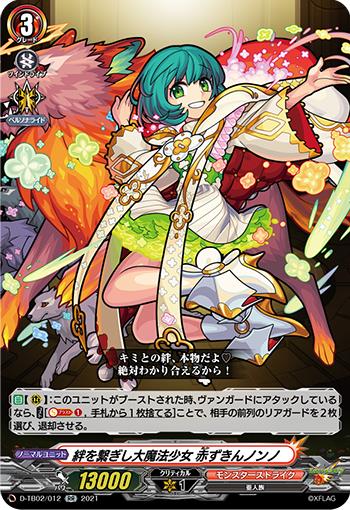 3
グレード
ツインドライブ
ペルソナライド
キミとの絆、本物だよ♡
絶対わかり合えるから！
自【R】：このユニットがブーストされた時、ヴァンガードにアタックしている
なら、コスト【カウンターブラスト1，手札から1枚捨てる】ことで、相手の前列のリアガードを2枚
選び、退却させる。
ノーマルユニット
絆を繋ぎし大魔法少女 赤ずきんノンノ
パワー 13000
クリティカル
1
モンスターストライク
亜人族
D-TB02/012 RR 2021
©XFLAG